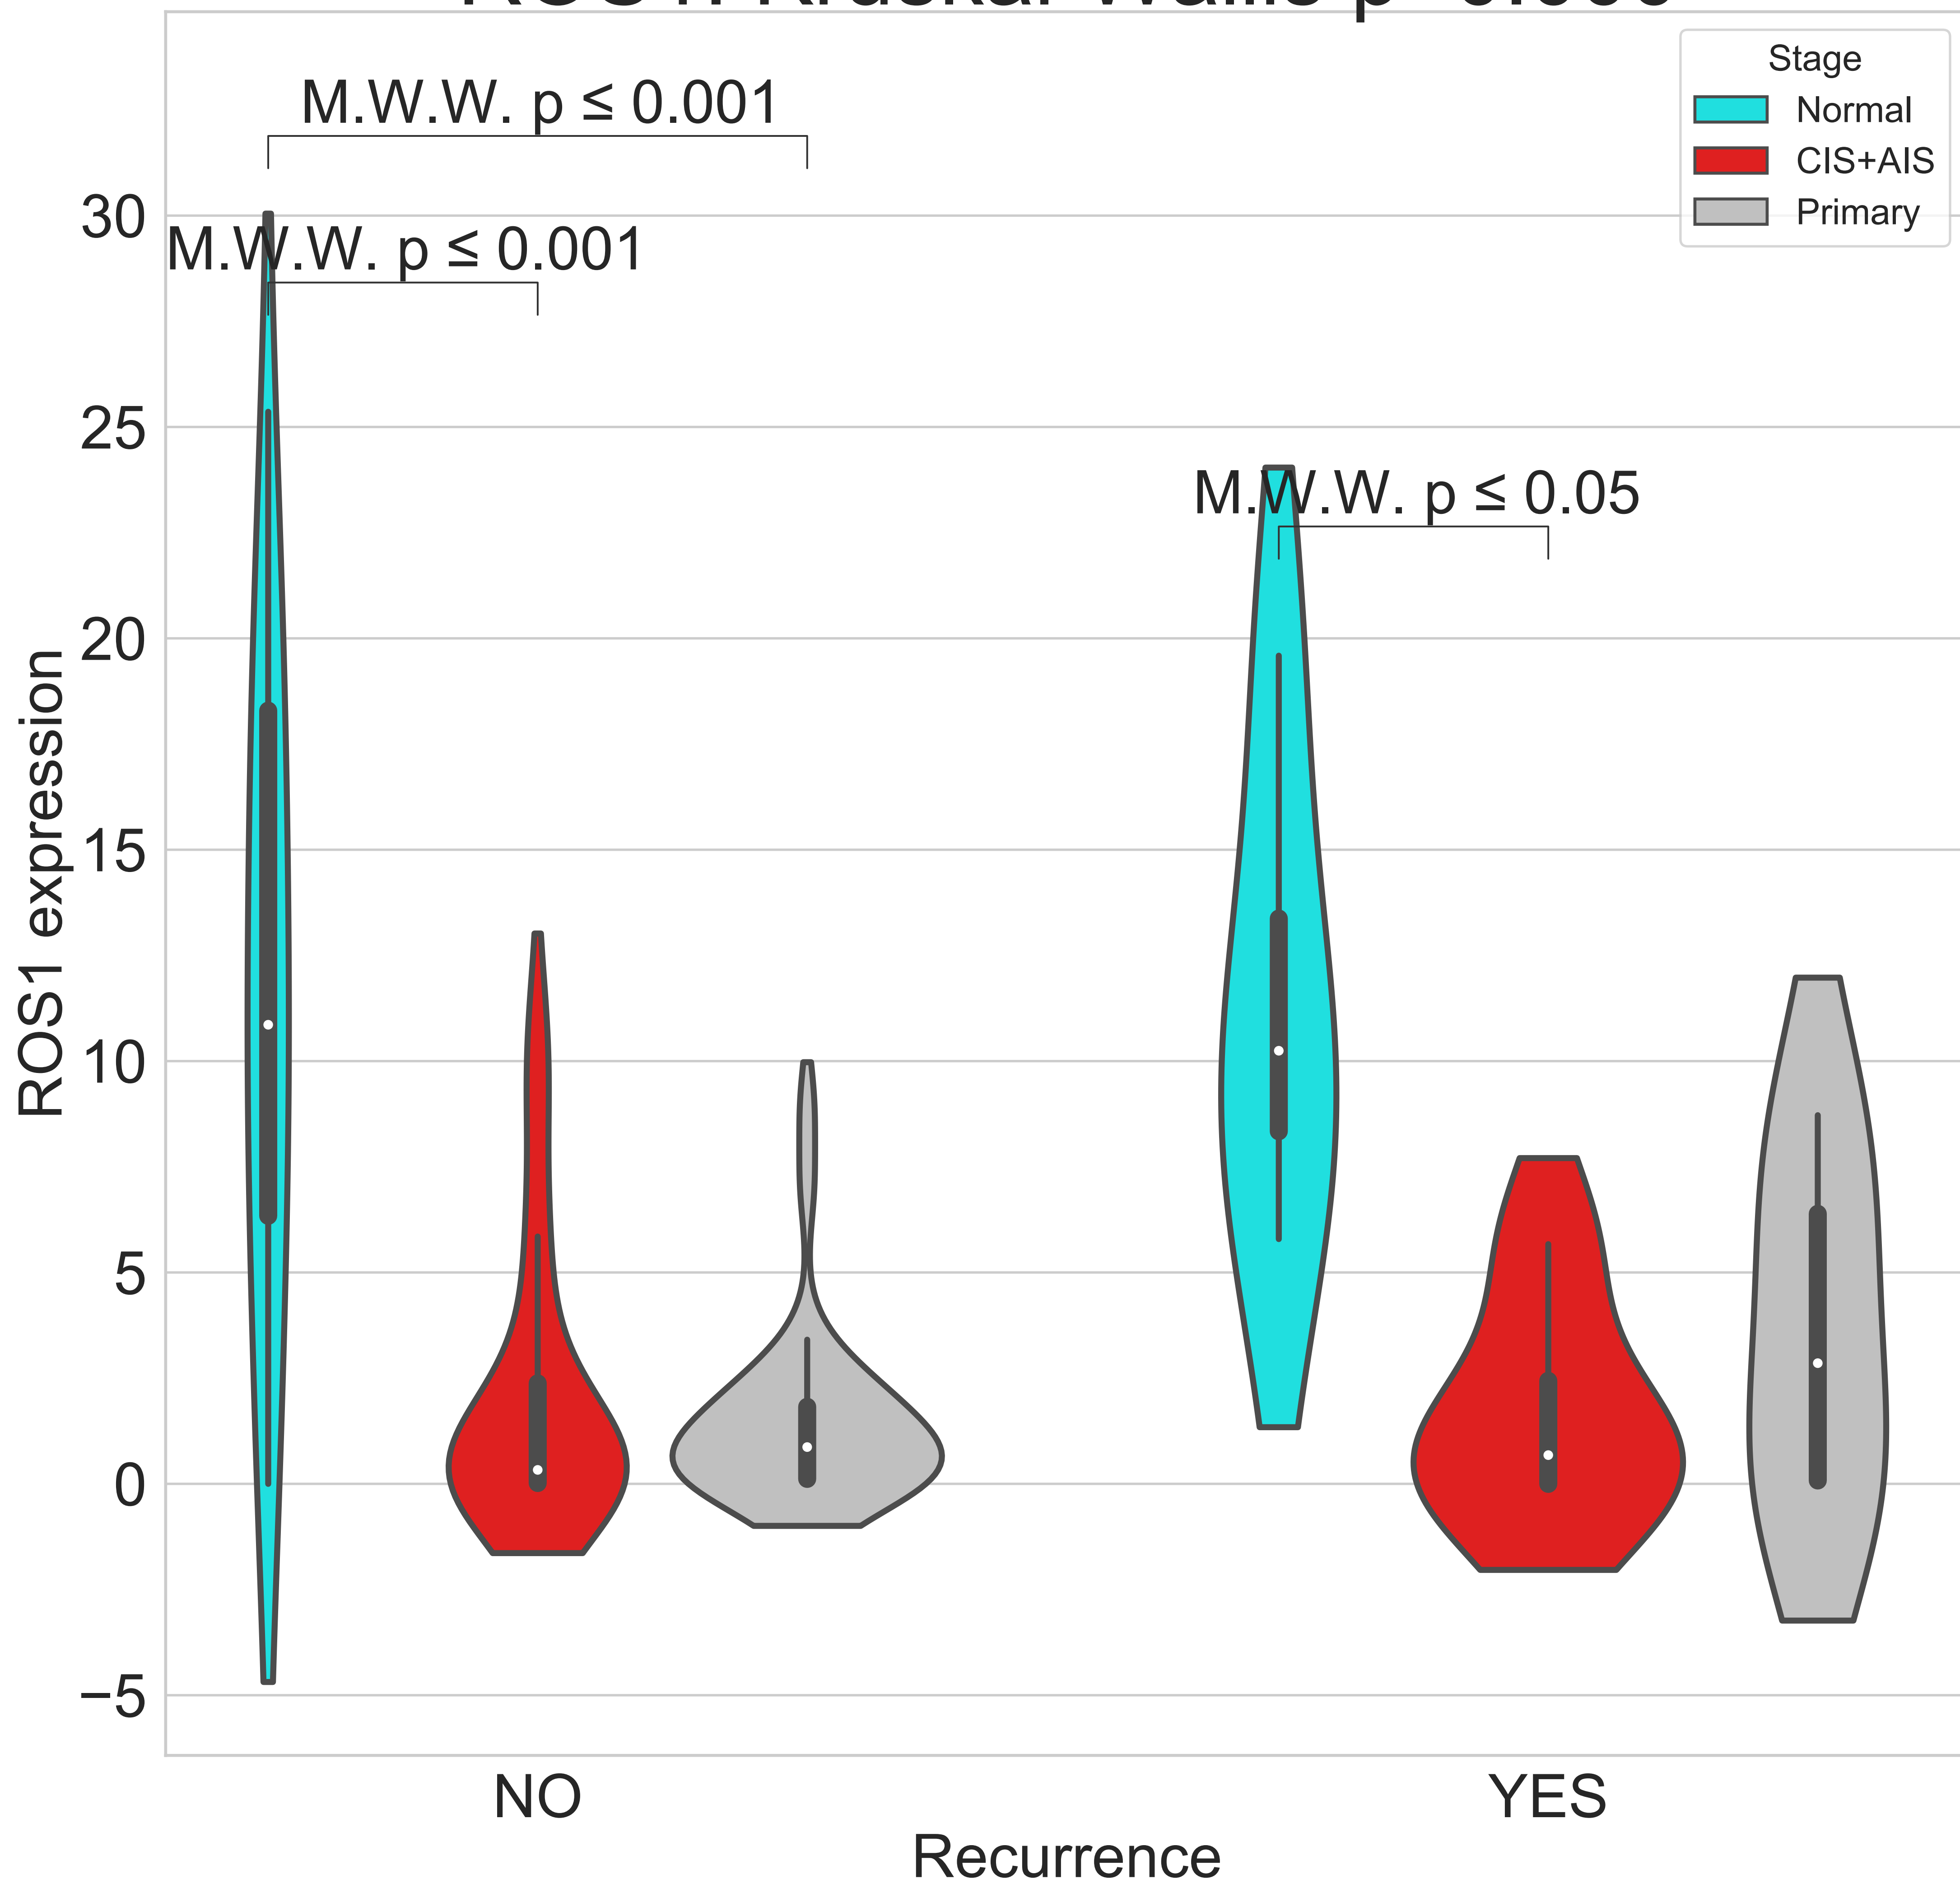 Stage
Normal
CIS+AIS
Primary
M.W.W. p ≤ 0.001
M.W.W. p ≤ 0.001
M.W.W. p ≤ 0.05
30
25
20
15
10
5
0
−5
ROS1 expression
NO
YES
Recurrence